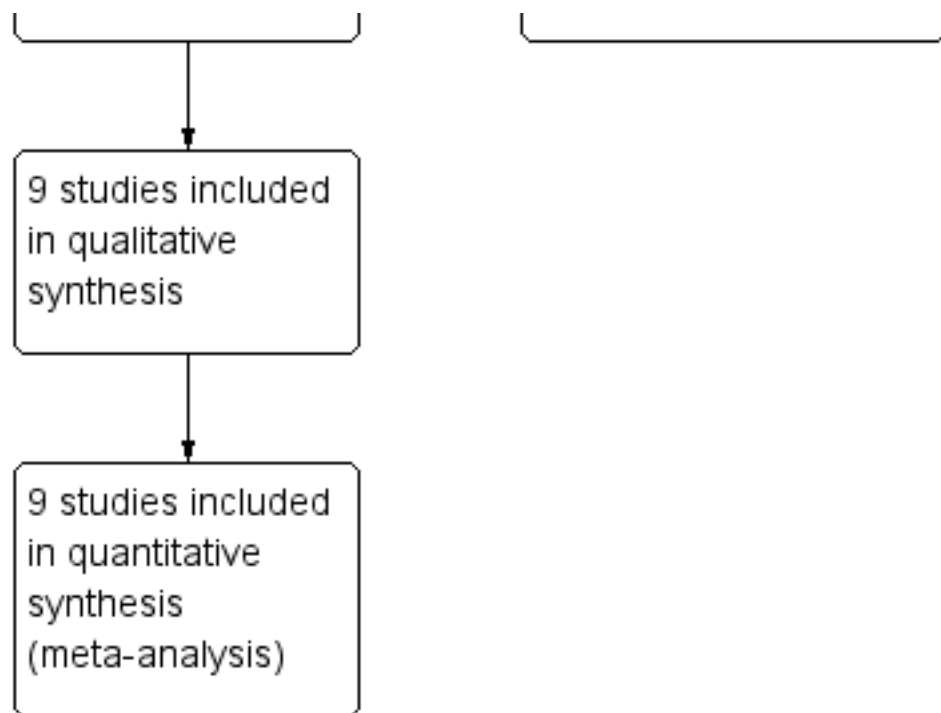 9 studies included
in qualitative
synthesis
9 studies included
in quantitative
synthesis
(meta-analysis)